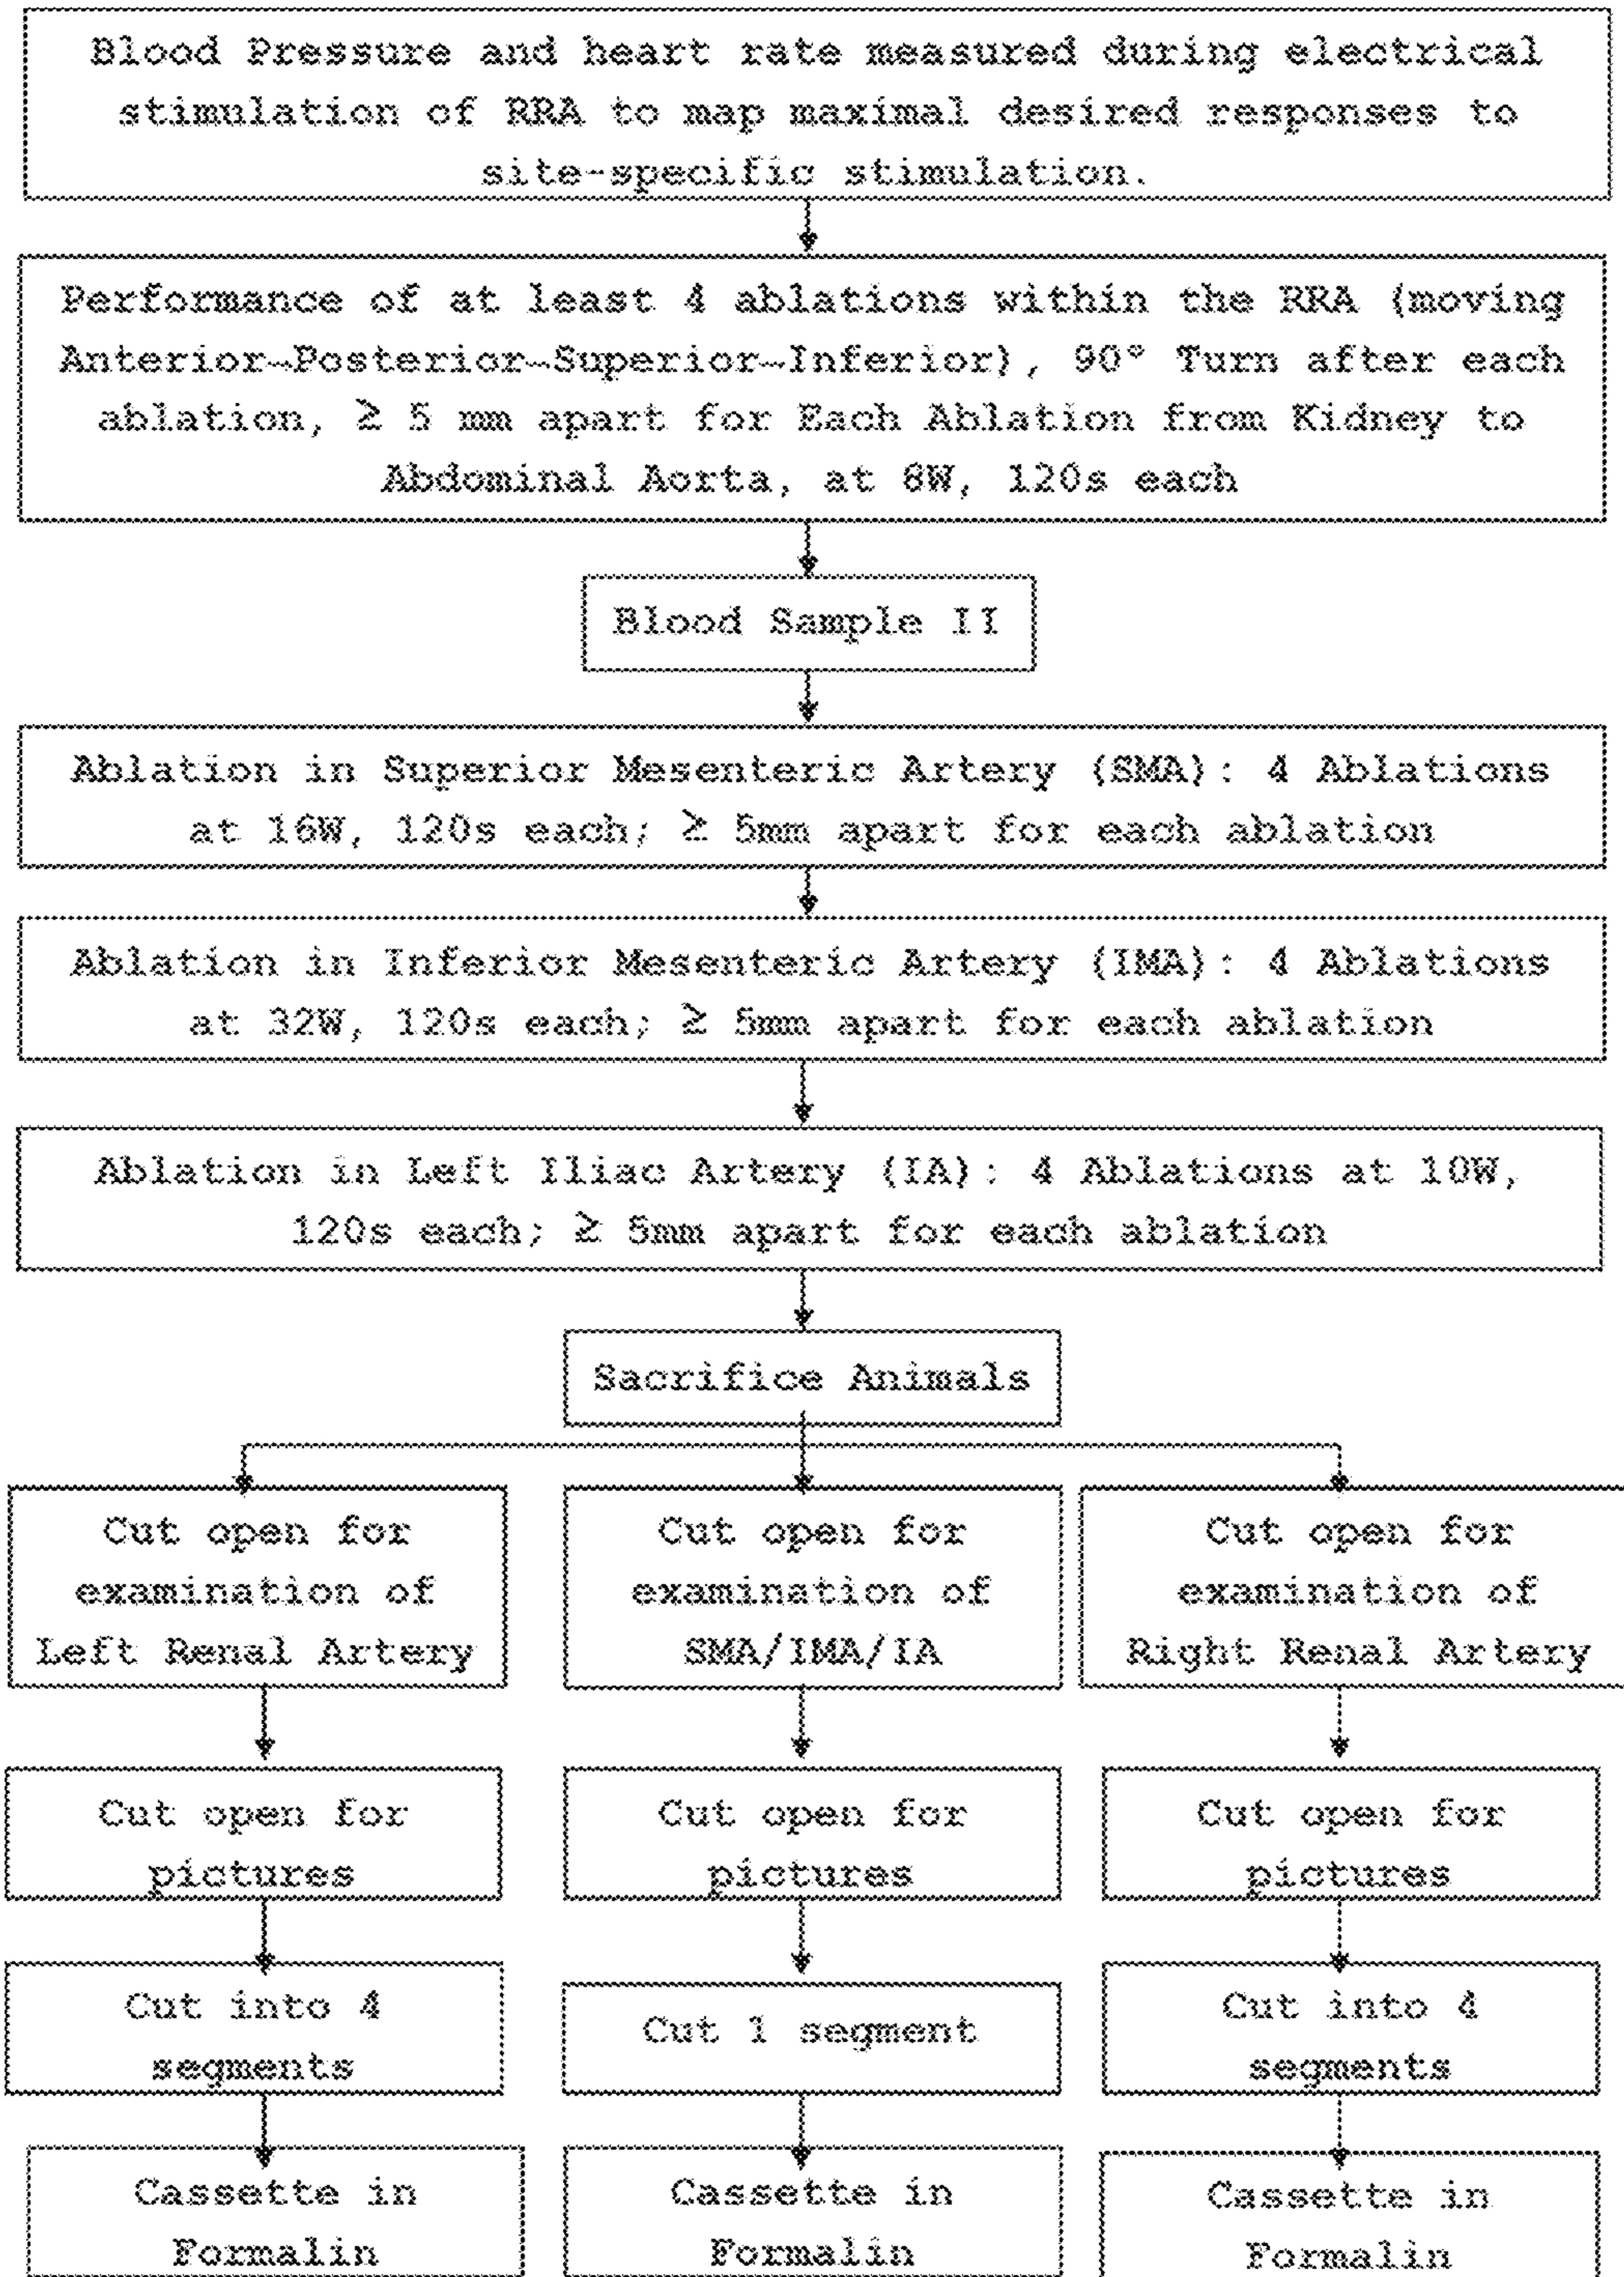 Blood Pressure and heart rate measured during electrical
stimulation of RRA to map maximal desired responses to
site-specific stimulation.
Performance of at least 4 ablations within the RRA (moving
Anterior~Posterior~Superior~Inferior), 90° Turn after each
ablation, ≥ 5 mm apart for Each Ablation from Kidney to
Abdominal Aorta, at 8W, 120s each
Blood Sample II
Ablation in Superior Mesenteric Artery (SMA): 4 Ablations
at 16W, 120s each; ≥ 5mm apart for each ablation
Ablation in Inferior Mesenteric Artery (IMA): 4 Ablations
at 32W, 120s each; ≥ 5mm apart for each ablation
Ablation in Left Iliac Artery (IA): 4 Ablations at 10W,
120s each; ≥ 5mm apart for each ablation
Sacrifice Animals
Cut open for
examination of
Left Renal Artery
Cut open for
examination of
SMA/IMA/IA
Cut open for
examination of
Right Renal Artery
Cut open for
pictures
Cut open for
pictures
Cut open for
pictures
Cut into 4
segments
Cut 1 segment
Cut into 4
segments
Cassette in
Formalin
Cassette in
Formalin
Cassette in
Formalin